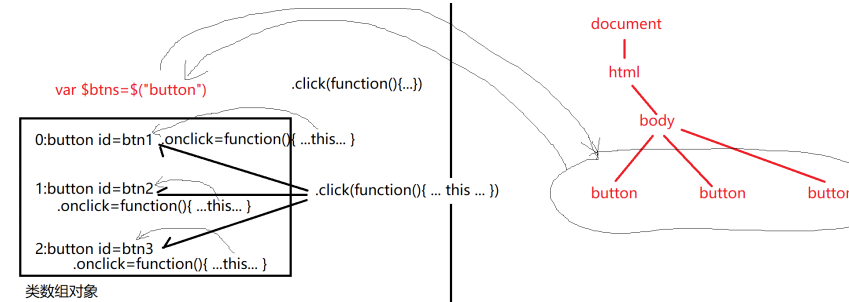 var $btns=$("button")
.click(function(){...})
0:button id=btn1 .onclick=function(){ ...this... }
1:button id=btn2
.onclick=function(){ ...this... }
.click(function(){ ... this ... })
2:button id=btn3
.onclick=function(){ ...this... }
类数组对象
document
html
body
button button button